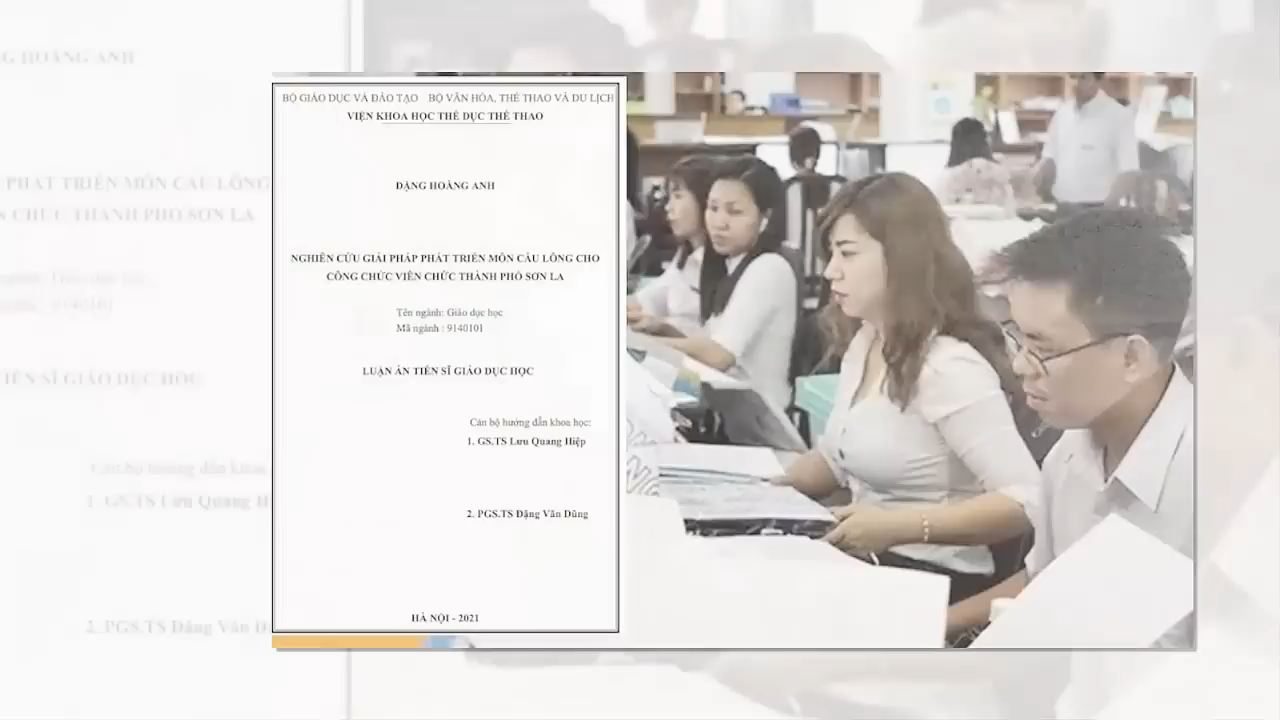 BỘ GIÁO DỤC VÀ ĐÀO TẠO BỘ VĂN HÓA, THỂ THAO VÀ DU LỊCH
VIỆN KHOA HỌC THỂ DỤC THỂ THAO
ĐẶNG HOÀNG ANH
NGHIÊN CỨU GIẢI PHÁP PHÁT TRIỂN MÔN CẦU LÔNG CHO
CÔNG CHỨC VIÊN CHỨC THÀNH PHỐ SƠN LA
Tên ngành: Giáo dục học
Mã ngành : 9140101
LUẬN ÁN TIẾN SĨ GIÁO DỤC HỌC
Cán bộ hướng dẫn khoa học:
1. GS.TS Lưu Quang Hiệp
2. PGS.TS Đặng Văn Dũng
HÀ NỘI - 2021